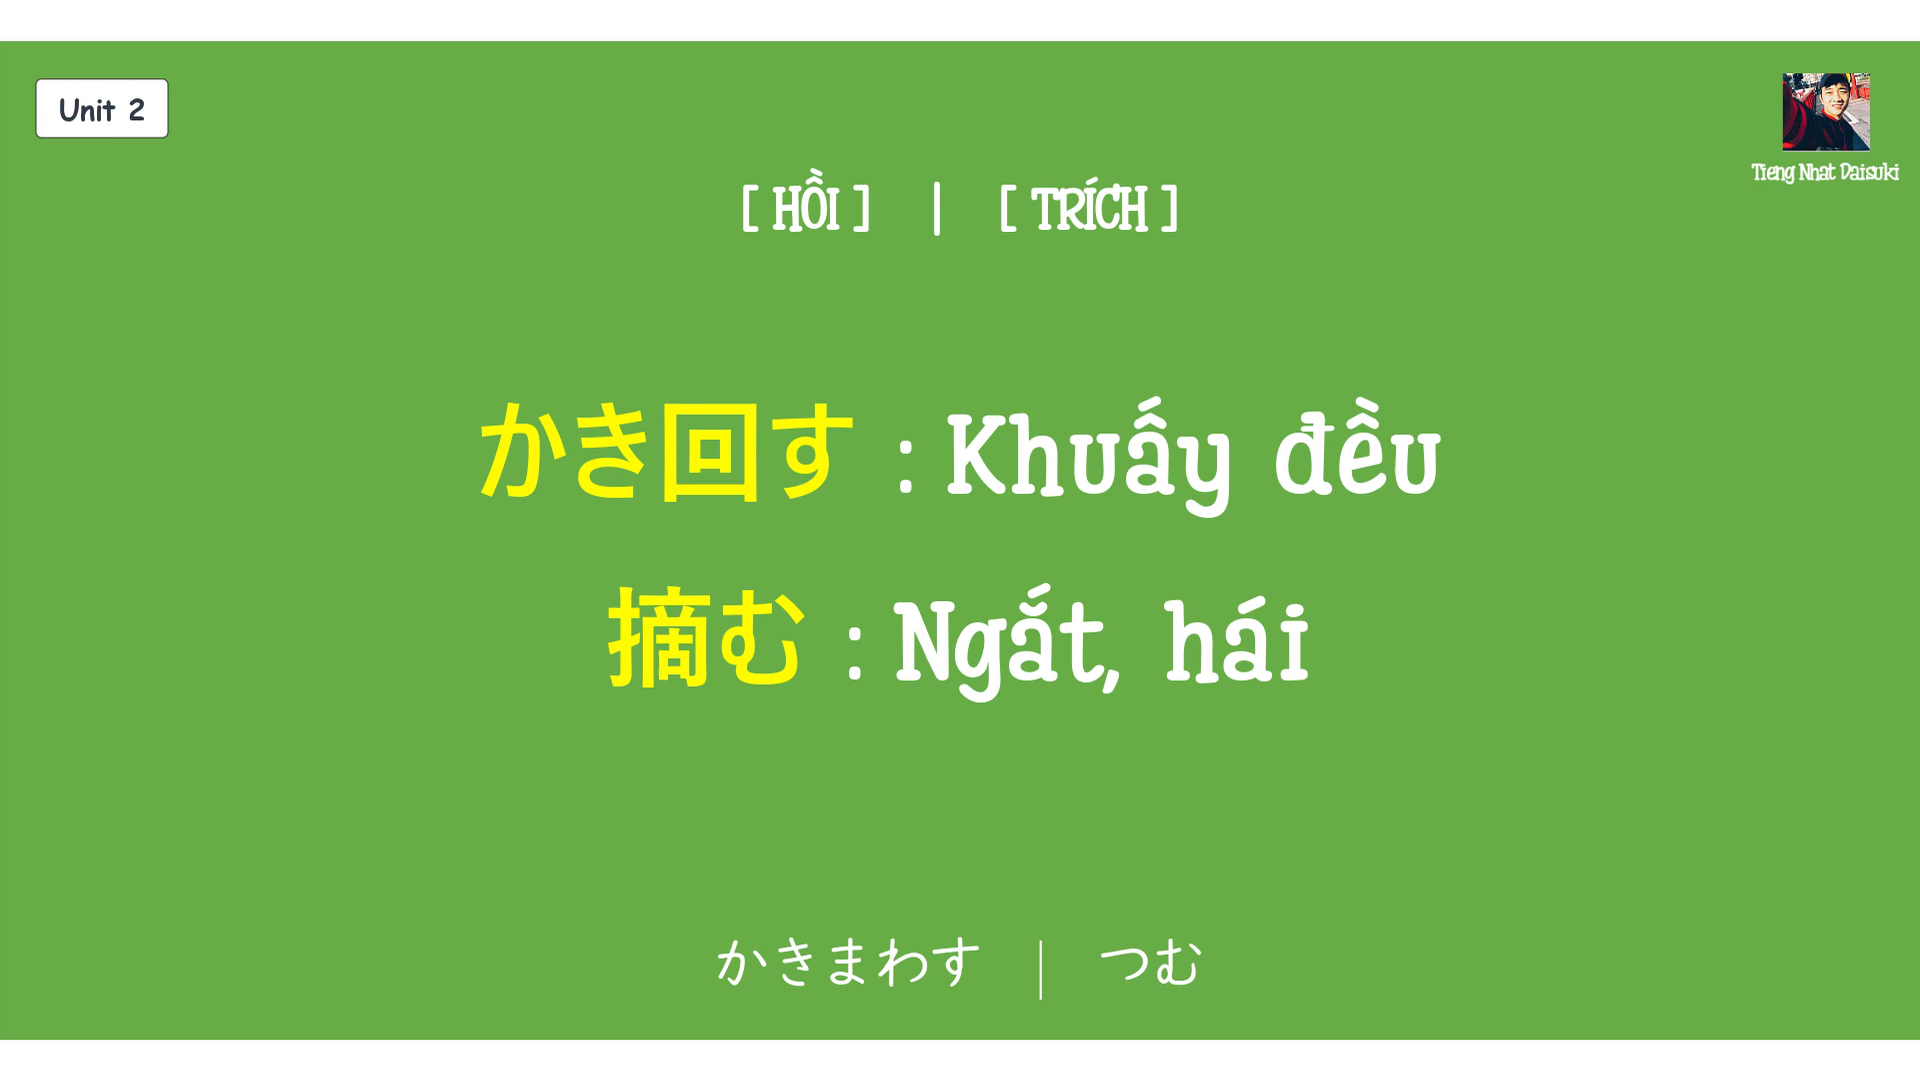 Unit 2
Tieng Nhat Daisuki
[ HỒI ] | [ TRÍCH ]
かき回す : Khuấy đều
摘む : Ngắt, hái
かきまわす | つむ